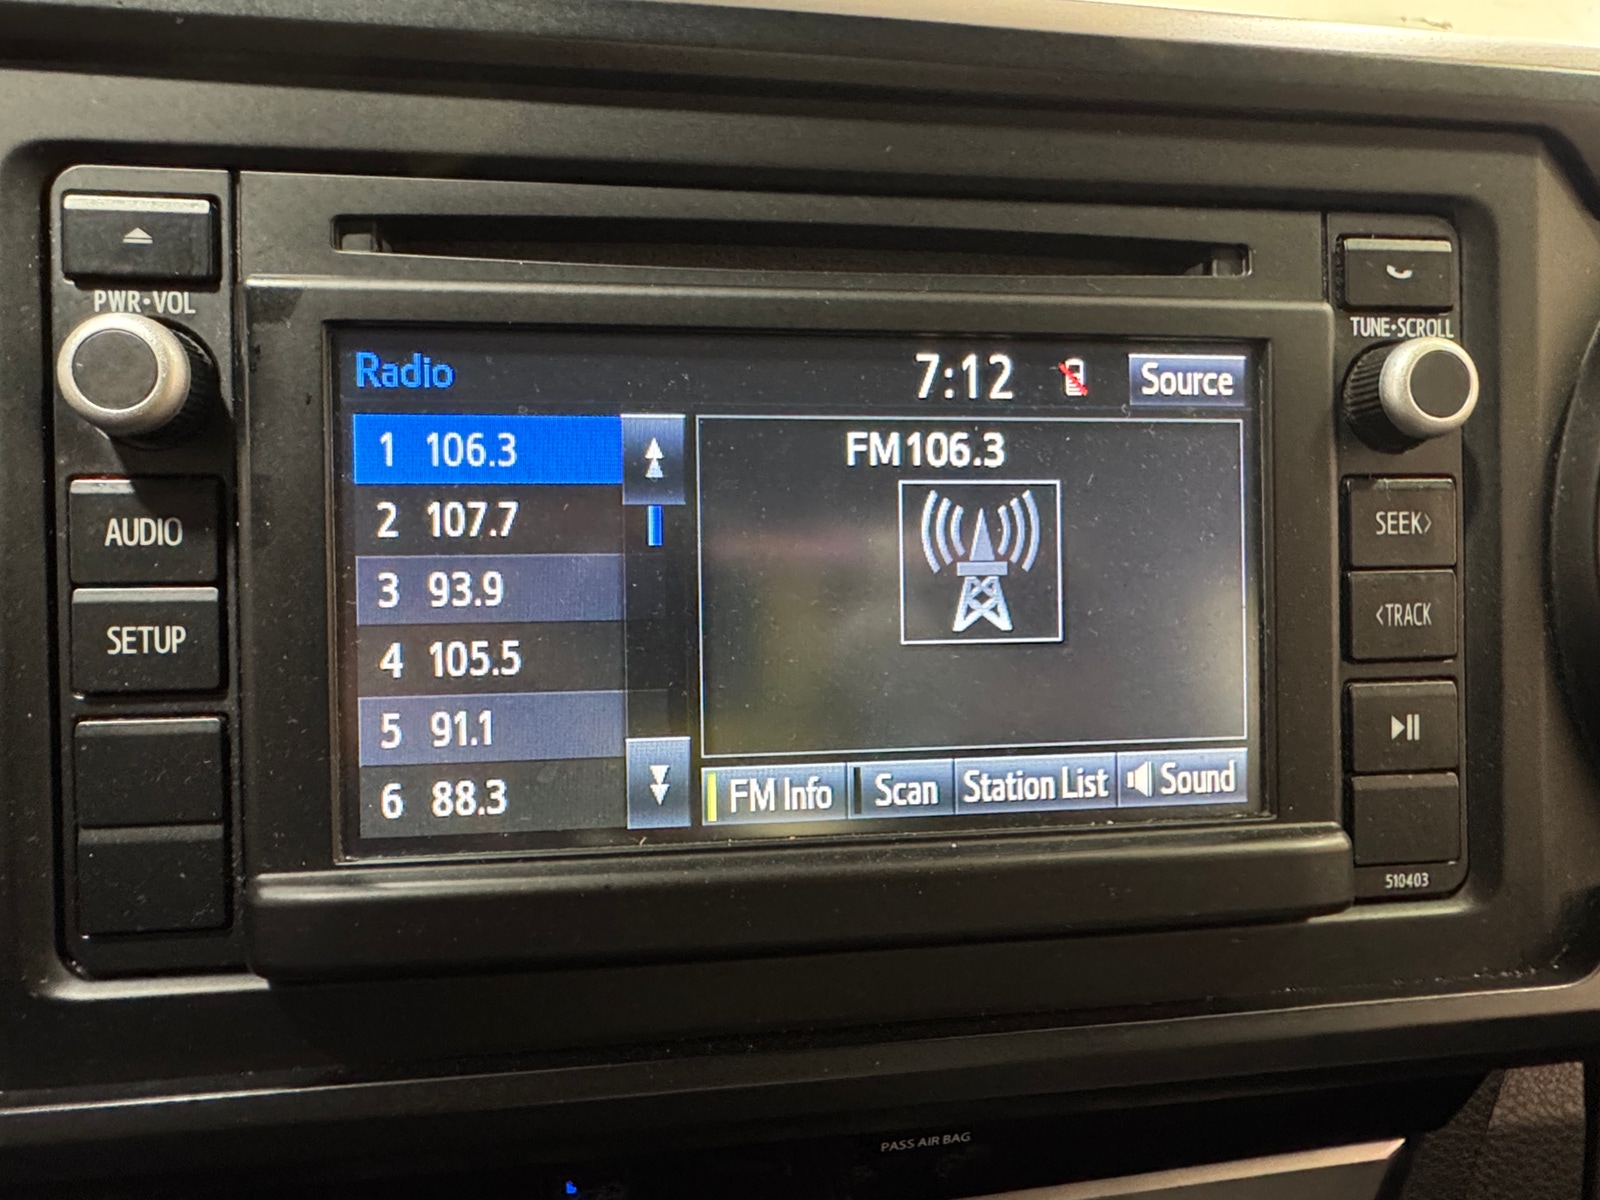 PWR•VOL
AUDIO
SETUP
Radio
7:12
Source
1 106.3
2 107.7
3 93.9
4 105.5
5 91.1
6 88.3
FM106.3
FM Info
Scan
Station List
Sound
TUNE•SCROLL
SEEK>
<TRACK
510403
PASS AIR BAG